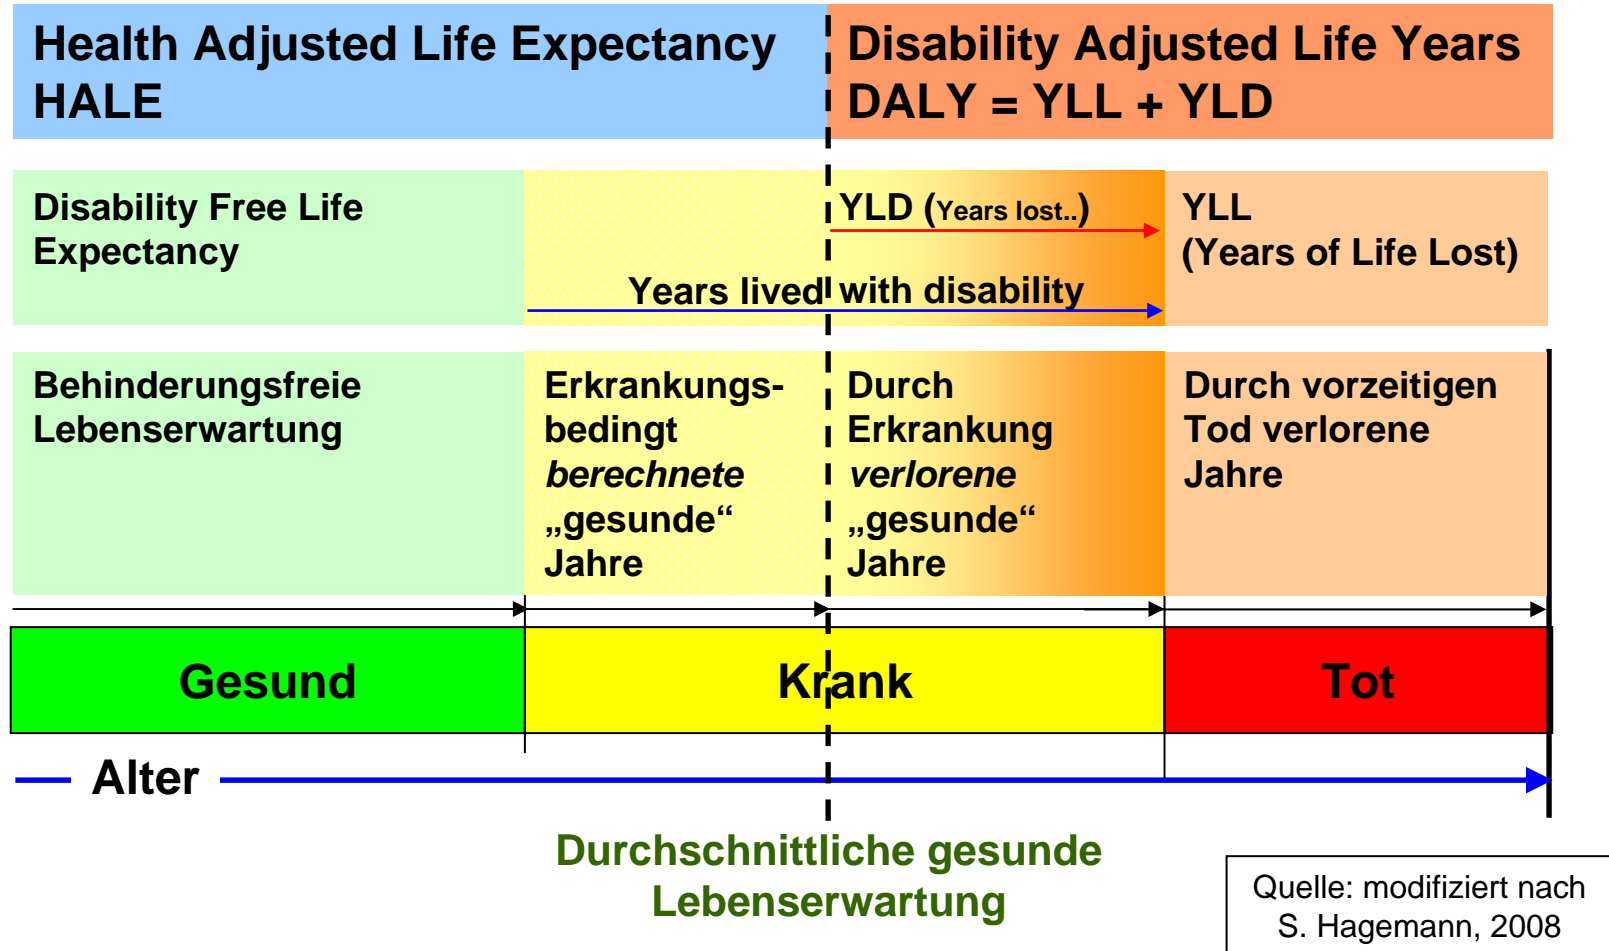 Health Adjusted Life Expectancy
HALE
Disability Adjusted Life Years
DALY = YLL + YLD
Disability Free Life
Expectancy
YLD (Years lost..)
Years lived with disability
YLL
(Years of Life Lost)
Behinderungsfreie
Lebenserwartung
Erkrankungs-
bedingt
berechnete
„gesunde“
Jahre
Durch
Erkrankung
verlorene
„gesunde“
Jahre
Durch vorzeitigen
Tod verlorene
Jahre
Gesund
Krank
Tot
Alter
Durchschnittliche gesunde
Lebenserwartung
Quelle: modifiziert nach
S. Hagemann, 2008